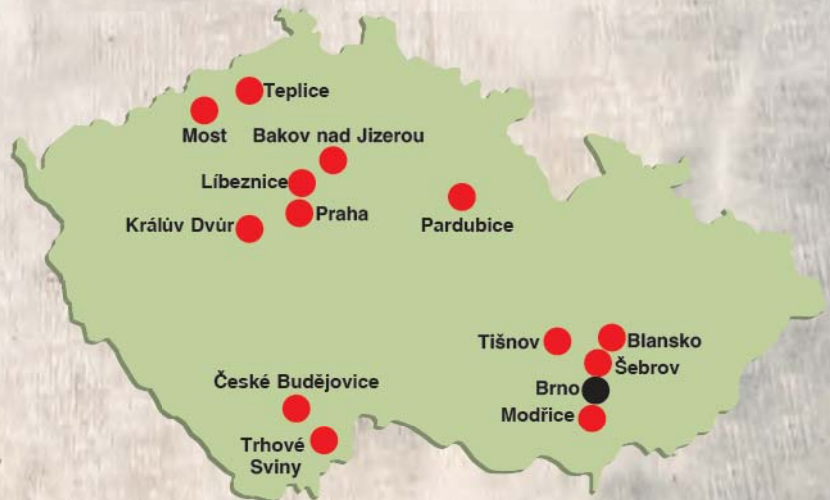 Teplice
Most
Bakov nad Jizerou
Líbeznice
Praha
Králův Dvůr
Pardubice
Tišnov
Blansko
Šebrov
Brno
Modřice
České Budějovice
Trhové
Sviny